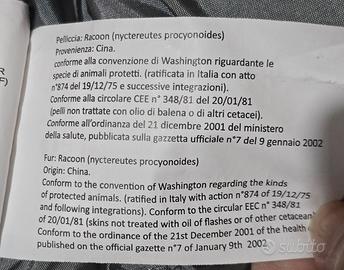 Pelliccia: Racoon (nyctereutes procyonoides)
Provenienza: Cina.
conforme alla convenzione di Washington riguardante le
specie di animali protetti. (ratificata in Italia con atto
n°874 del 19/12/75 e successive integrazioni).
Conforme alla circolare CEE n° 348/81 del 20/01/81
(pelli non trattate con olio di balena o di altri cetacei).
Conforme all'ordinanza del 21 dicembre 2001 del ministero
della salute, pubblicata sulla gazzetta ufficiale n°7 del 9 gennaio 2002
Fur: Racoon (nyctereutes procyonoides)
Origin: China.
Conform to the convention of Washington regarding the kinds
of protected animals. (ratified in Italy with action n°874 of 19/12/75
and following integrations). Conform to the circular EEC n° 348/81
of 20/01/81 (skins not treated with oil of flashes or of other cetacean
Conform to the ordinance of the 21st December 2001 of the health
published on the official gazette n°7 of January 9th 2002
R
F)
subito